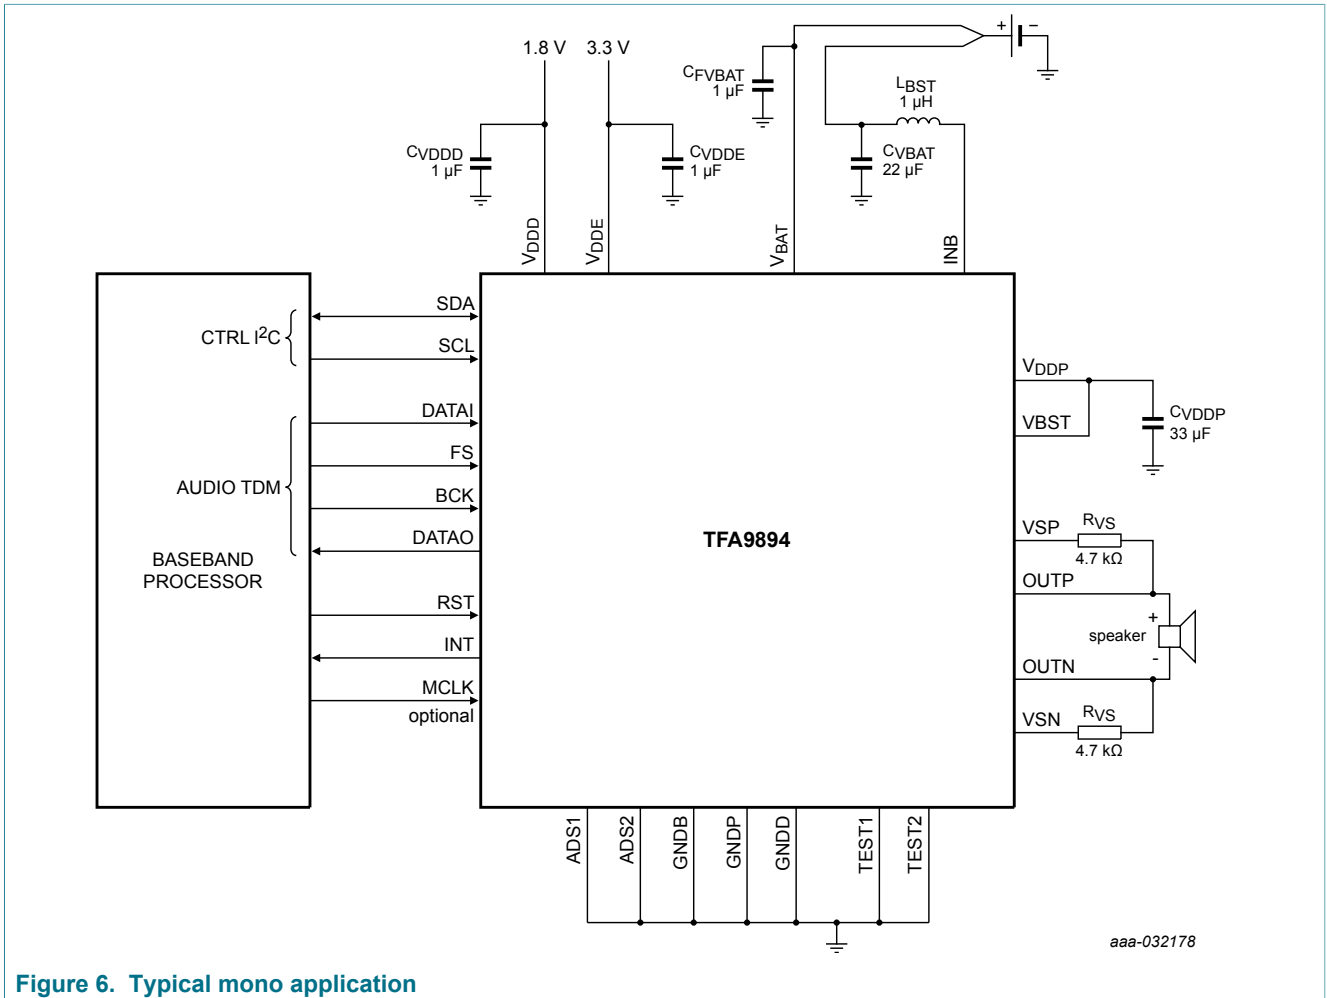 1.8 V
3.3 V
+
−
CFVBAT
1 µF
LBST
1 µH
CVDDD
1 µF
CVDDE
1 µF
CVBAT
22 µF
VDDD
VDDE
VBAT
INB
CTRL I²C
SDA
SCL
AUDIO TDM
DATAI
FS
BCK
DATAO
BASEBAND
PROCESSOR
RST
INT
MCLK
optional
TFA9894
VDDP
VBST
CVDDP
33 µF
VSP
RVS
4.7 kΩ
OUTP
+
speaker
-
OUTN
VSN
RVS
4.7 kΩ
ADS1
ADS2
GNDB
GNDP
GNDD
TEST1
TEST2
aaa-032178
Figure 6. Typical mono application